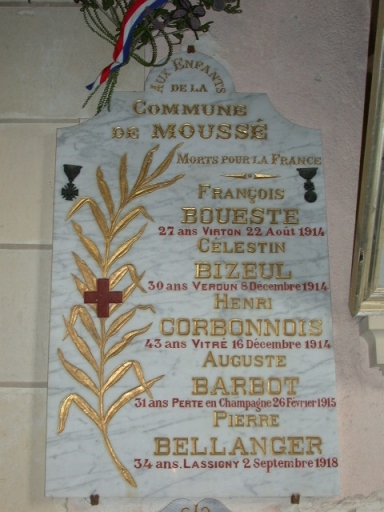 AUX ENFANTS
DE LA
COMMUNE
DE MOUSSÉ
MORTS POUR LA FRANCE
FRANÇOIS
BOUESTE
27 ANS VIRTON 22 AOÛT 1914
CÉLESTIN
BIZEUL
30 ANS VERDUN 8 DÉCEMBRE 1914
HENRI
CORBONNOIS
43 ANS VITRÉ 16 DÉCEMBRE 1914
AUGUSTE
BARBOT
31 ANS PERTE EN CHAMPAGNE 26 FÉVRIER 1915
PIERRE
BELLANGER
34 ANS. LASSIGNY 2 SEPTEMBRE 1918